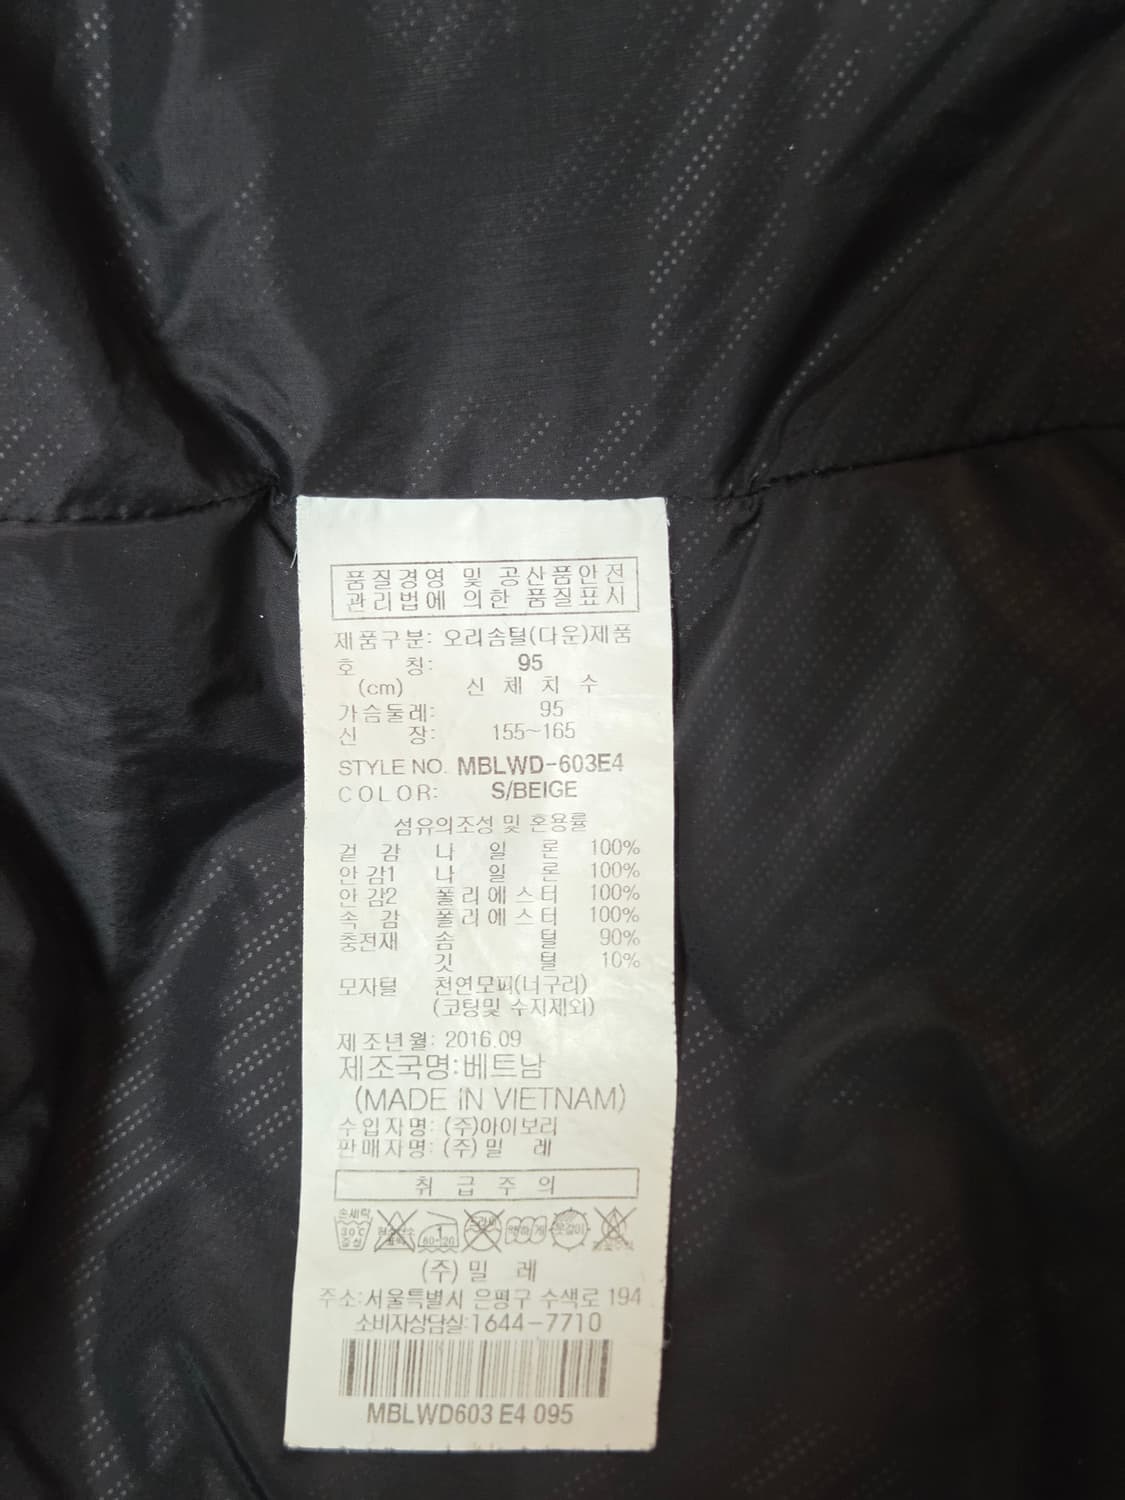 품질경영 및 공산품안전
관리법에 의한 품질표시
제품구분: 오리솜털(다운)제품
호 칭: 95
(cm) 신 체 치 수
가슴둘레: 95
신 장: 155~165
STYLE NO. MBLWD-603E4
COLOR: S/BEIGE
섬유의조성 및 혼용률
겉 감 나 일 론 100%
안감1 나 일 론 100%
안감2 폴리에스터 100%
속 감 폴리에스터 100%
충전재 솜 털 90%
깃 털 10%
모자털 천연모피(너구리)
(코팅및 수지제외)
제조년월: 2016.09
제조국명:베트남
(MADE IN VIETNAM)
수입자명: (주)아이보리
판매자명: (주) 밀 레
취 급 주 의
손세탁
30℃
중성
(주) 밀 레
주소:서울특별시 은평구 수색로 194
소비자상담실:1644-7710
MBLWD603 E4 095